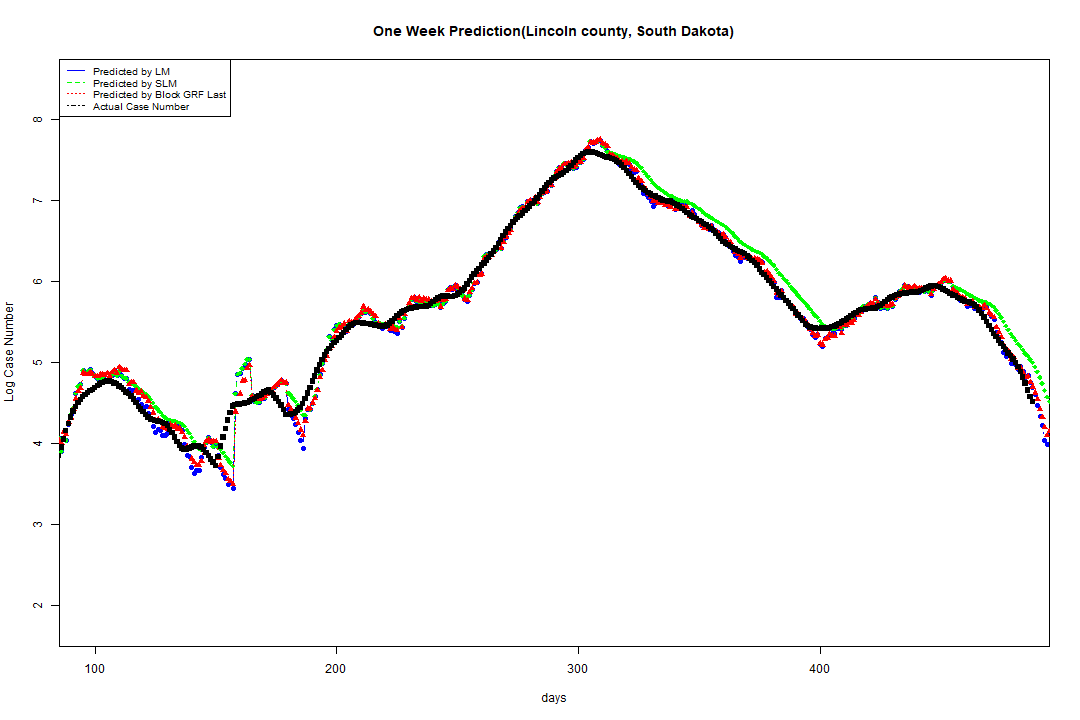 One Week Prediction(Lincoln county, South Dakota)
Predicted by LM
Predicted by SLM
Predicted by Block GRF Last
Actual Case Number
8
7
6
5
4
3
2
Log Case Number
100 200 300 400
days